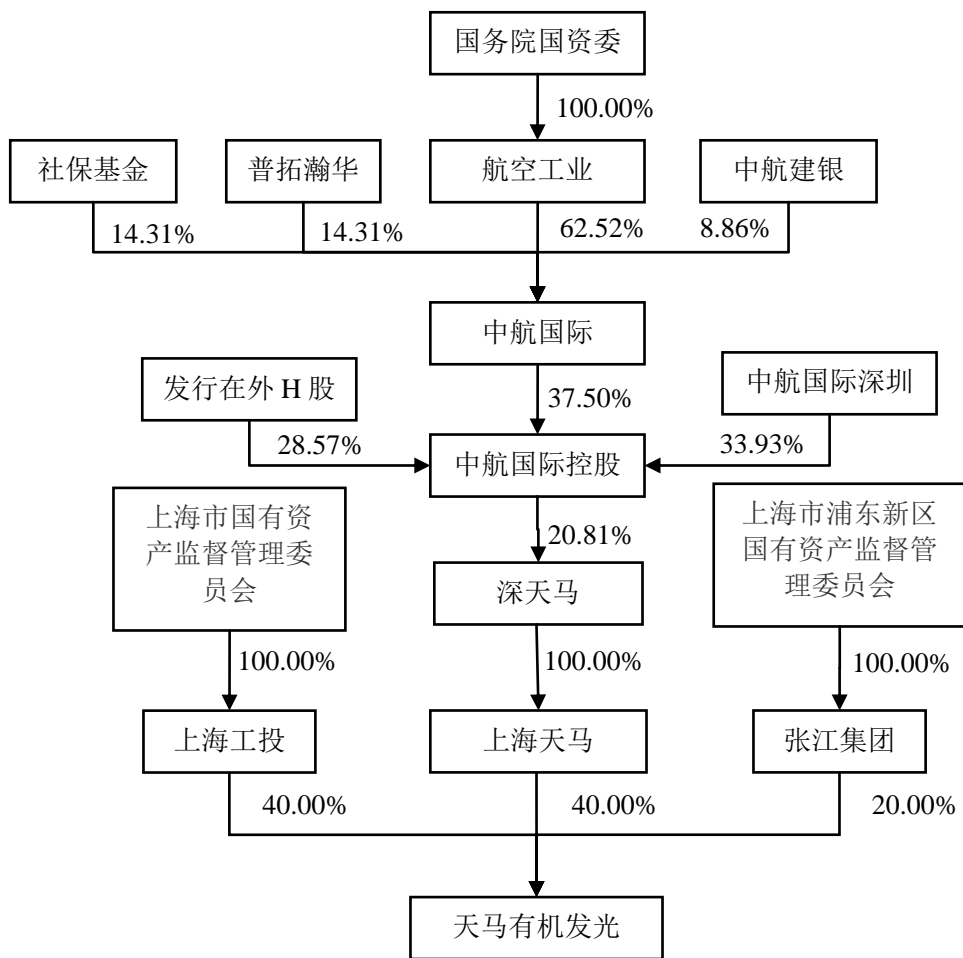 国务院国资委
100.00%
社保基金
普拓瀚华
航空工业
中航建银
14.31%
14.31%
62.52%
8.86%
中航国际
发行在外 H 股
37.50%
中航国际深圳
28.57%
33.93%
中航国际控股
上海市国有资
产监督管理委
员会
20.81%
上海市浦东新区
国有资产监督管
理委员会
深天马
100.00%
100.00%
100.00%
上海工投
上海天马
张江集团
40.00%
40.00%
20.00%
天马有机发光